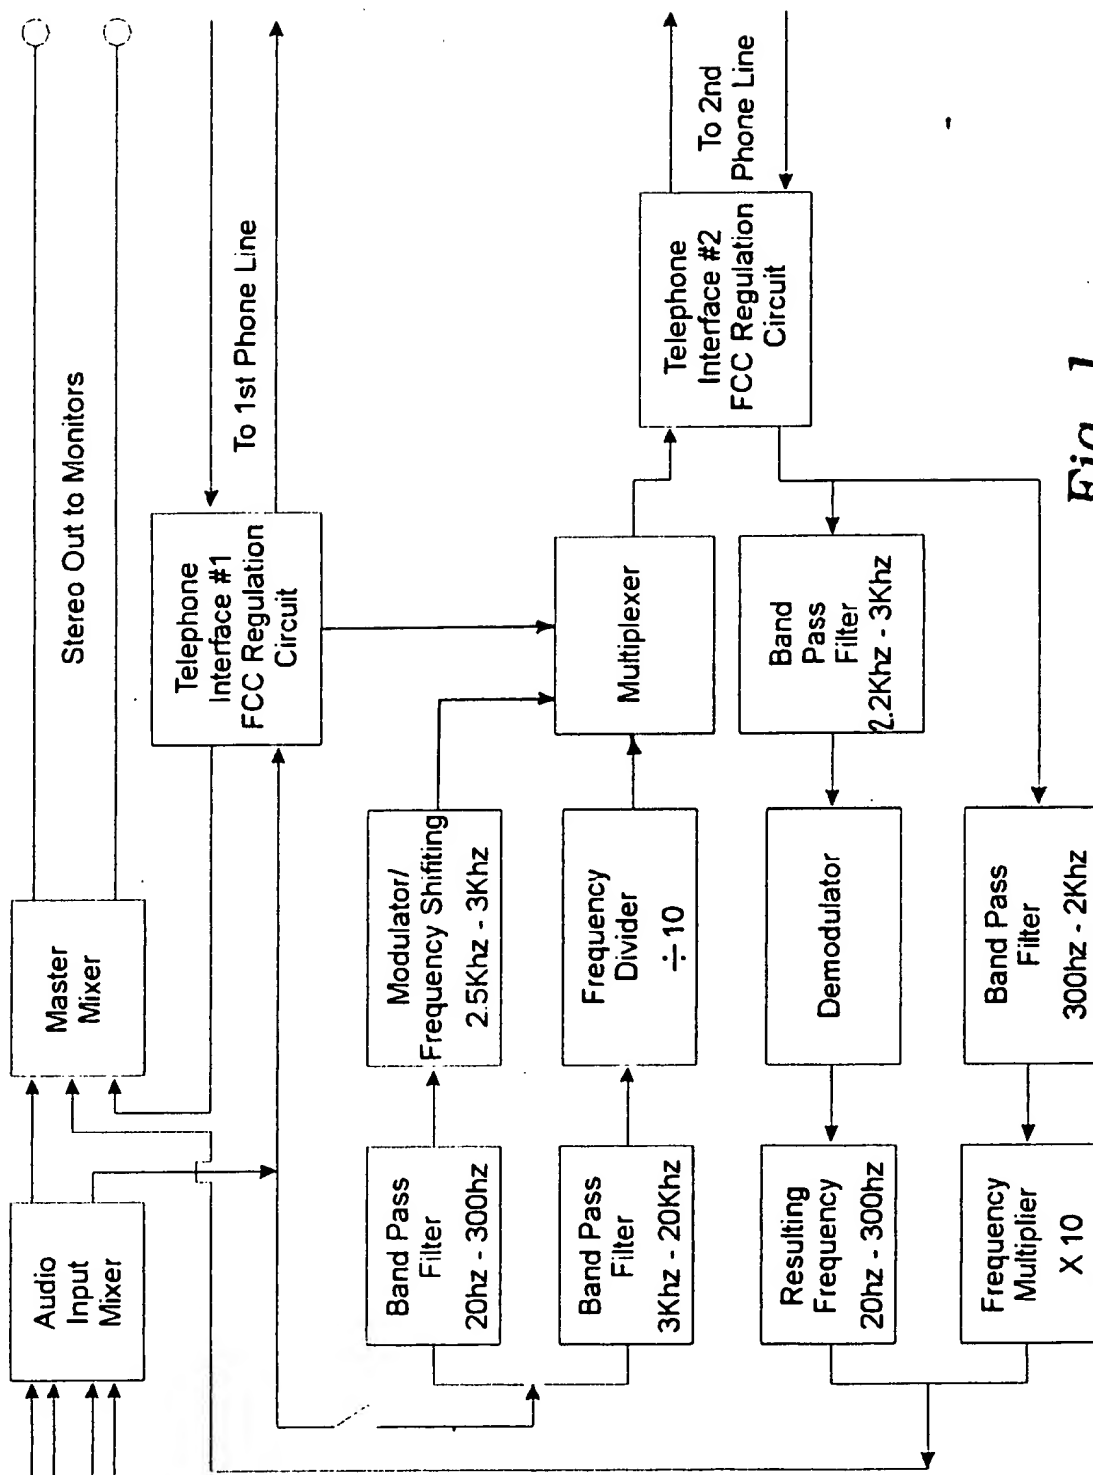 Stereo Out to Monitors
Master
Mixer
Audio
Input
Mixer
To 1st Phone Line
Telephone
Interface #1
FCC Regulation
Circuit
Modulator/
Frequency Shifiting
2.5Khz - 3Khz
Band Pass
Filter
20hz - 300hz
Multiplexer
Frequency
Divider
÷10
Band Pass
Filter
3Khz - 20Khz
To 2nd
Phone Line
Telephone
Interface #2
FCC Regulation
Circuit
Band
Pass
Filter
2.2Khz - 3Khz
Demodulator
Resulting
Frequency
20hz - 300hz
Band Pass
Filter
300hz - 2Khz
Frequency
Multiplier
X 10
Fig. 1